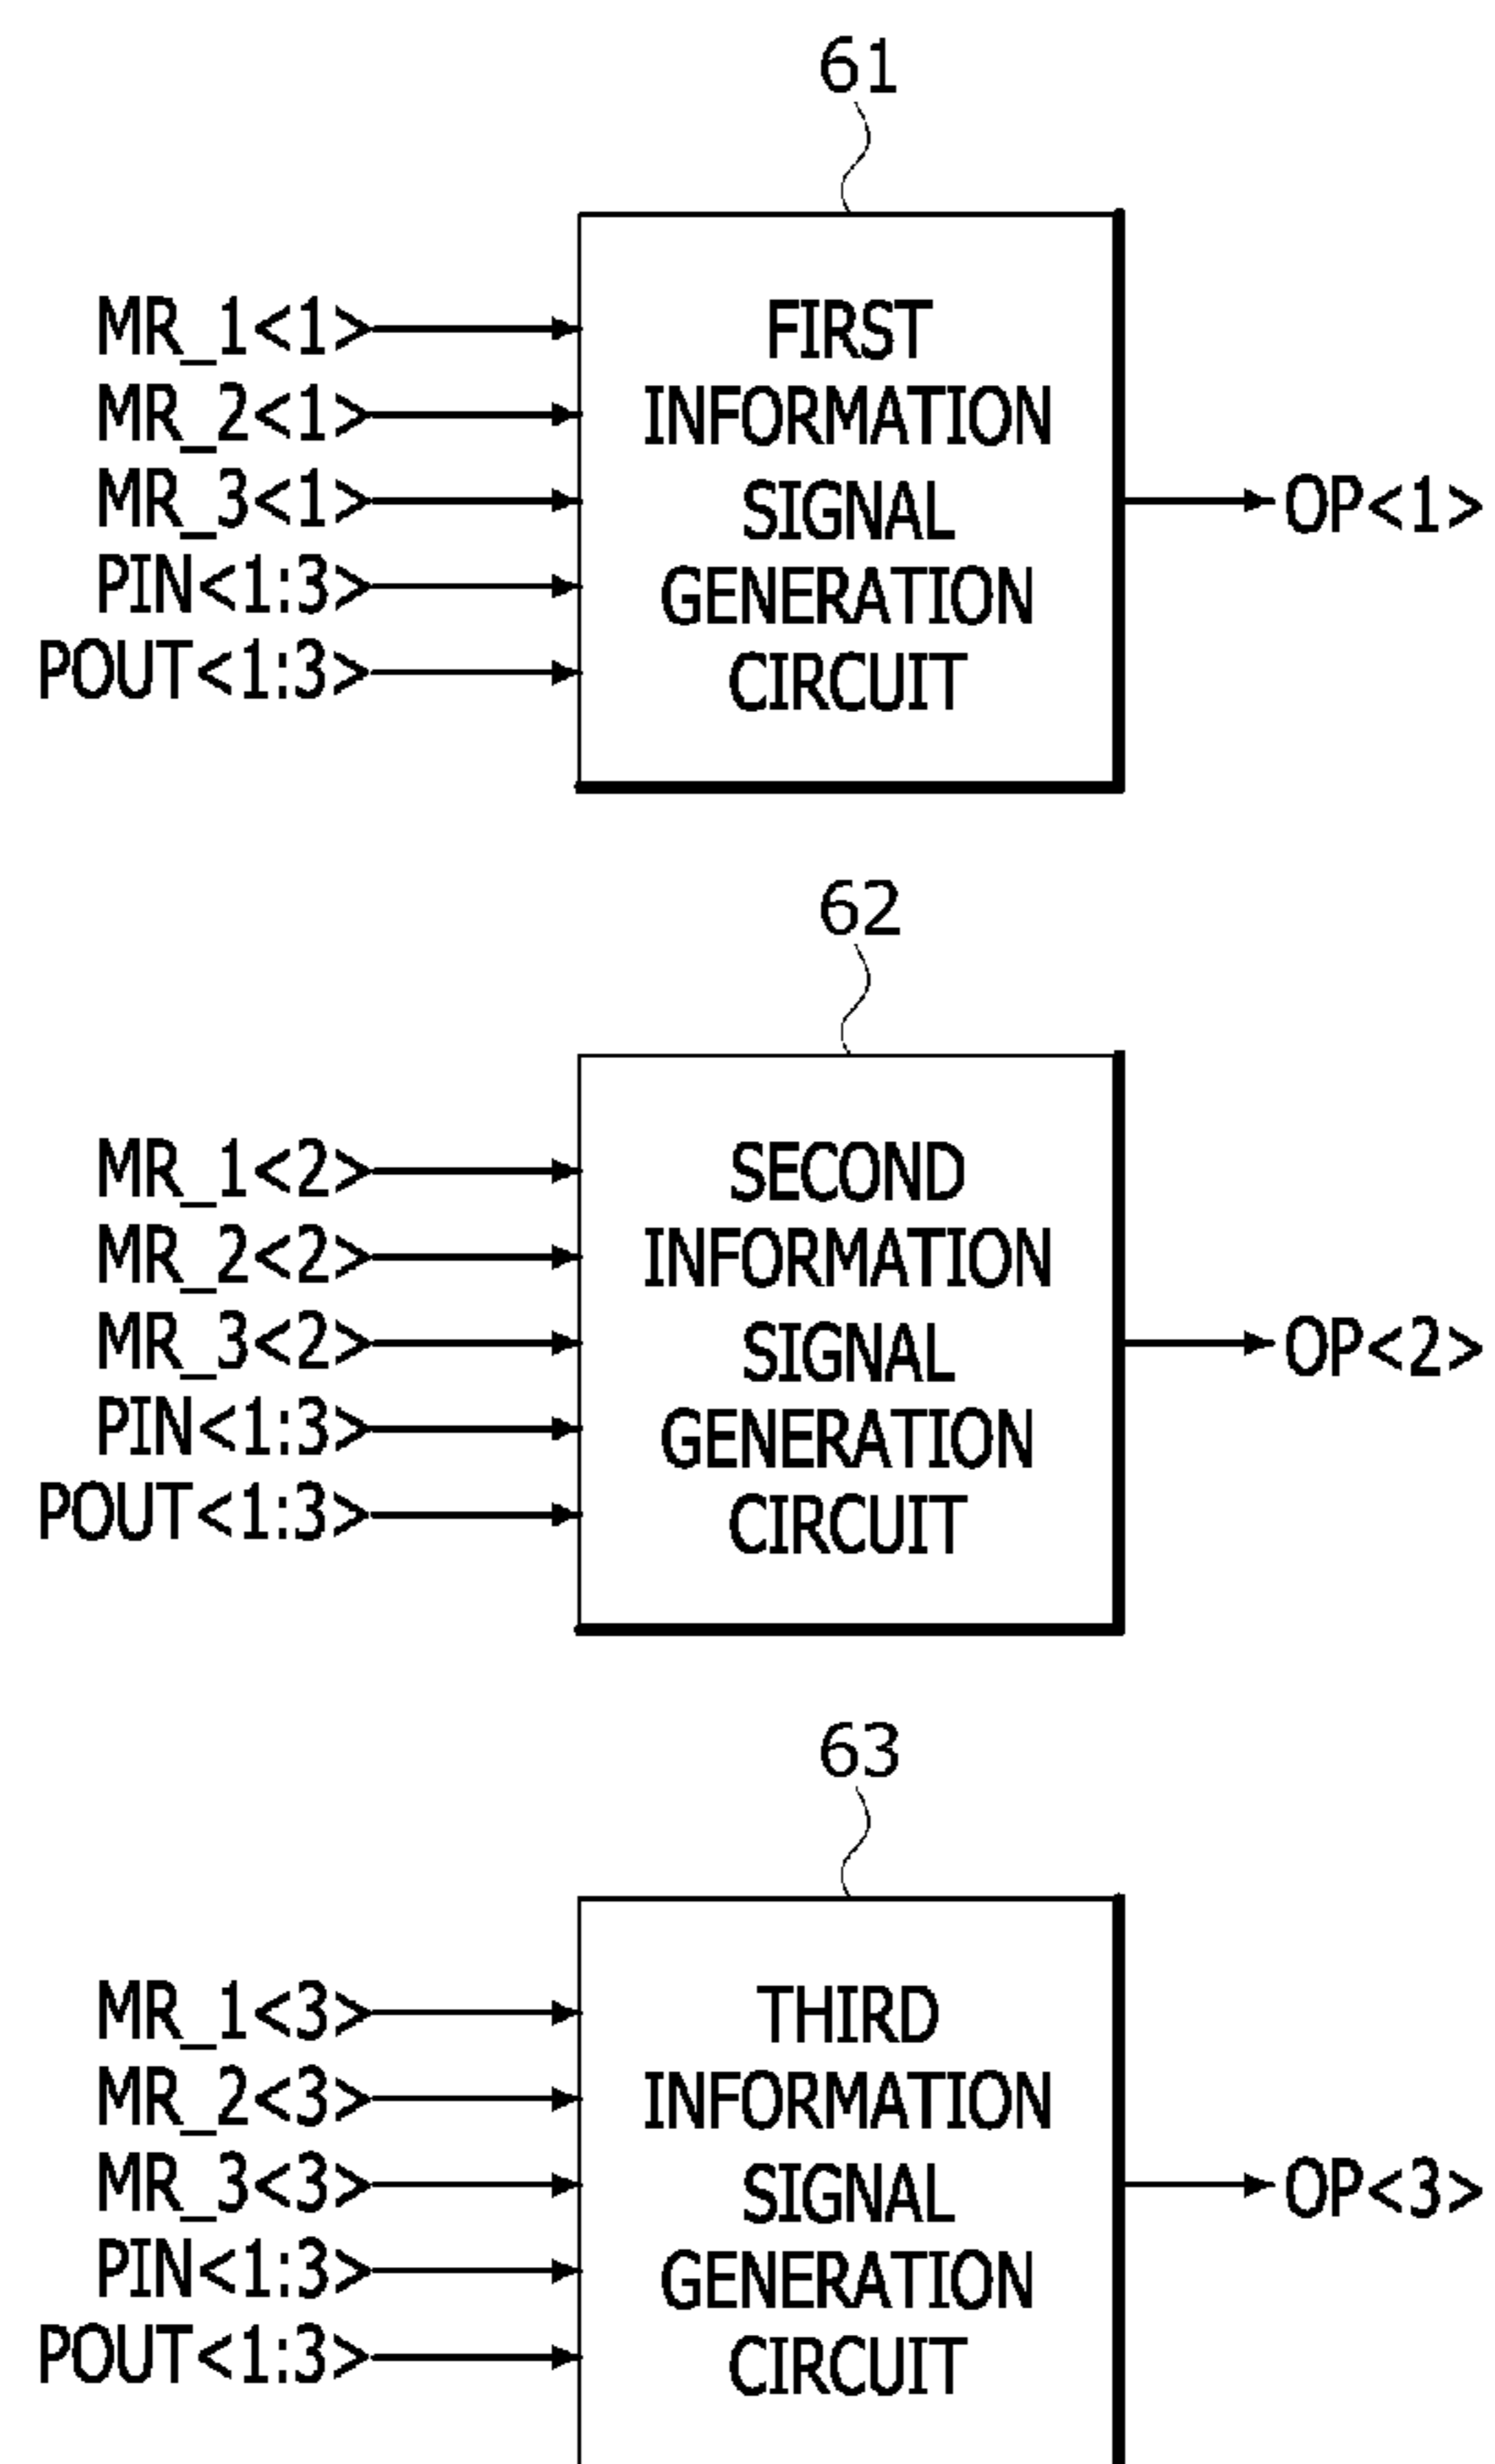 61
MR_1<1>
MR_2<1>
MR_3<1>
PIN<1:3>
POUT<1:3>
FIRST
INFORMATION
SIGNAL
GENERATION
CIRCUIT
OP<1>
62
MR_1<2>
MR_2<2>
MR_3<2>
PIN<1:3>
POUT<1:3>
SECOND
INFORMATION
SIGNAL
GENERATION
CIRCUIT
OP<2>
63
MR_1<3>
MR_2<3>
MR_3<3>
PIN<1:3>
POUT<1:3>
THIRD
INFORMATION
SIGNAL
GENERATION
CIRCUIT
OP<3>